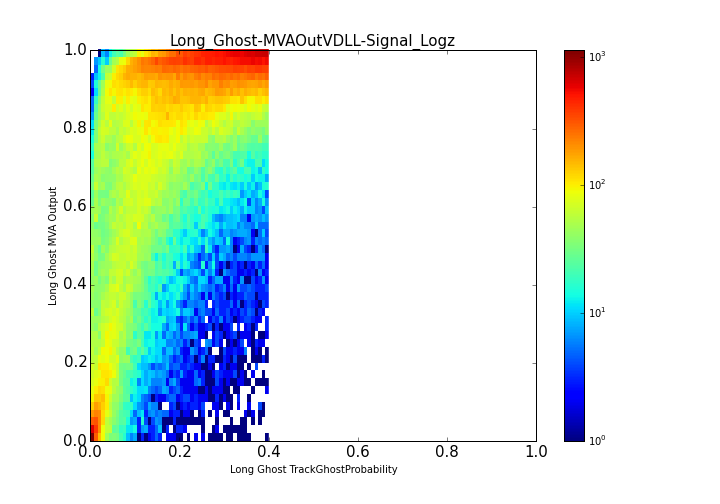 Long_Ghost-MVAOutVDLL-Signal_Logz
1.0
0.8
0.6
0.4
0.2
0.0
Long Ghost MVA Output
0.0 0.2 0.4 0.6 0.8 1.0
Long Ghost TrackGhostProbability
10³
10²
10¹
10⁰